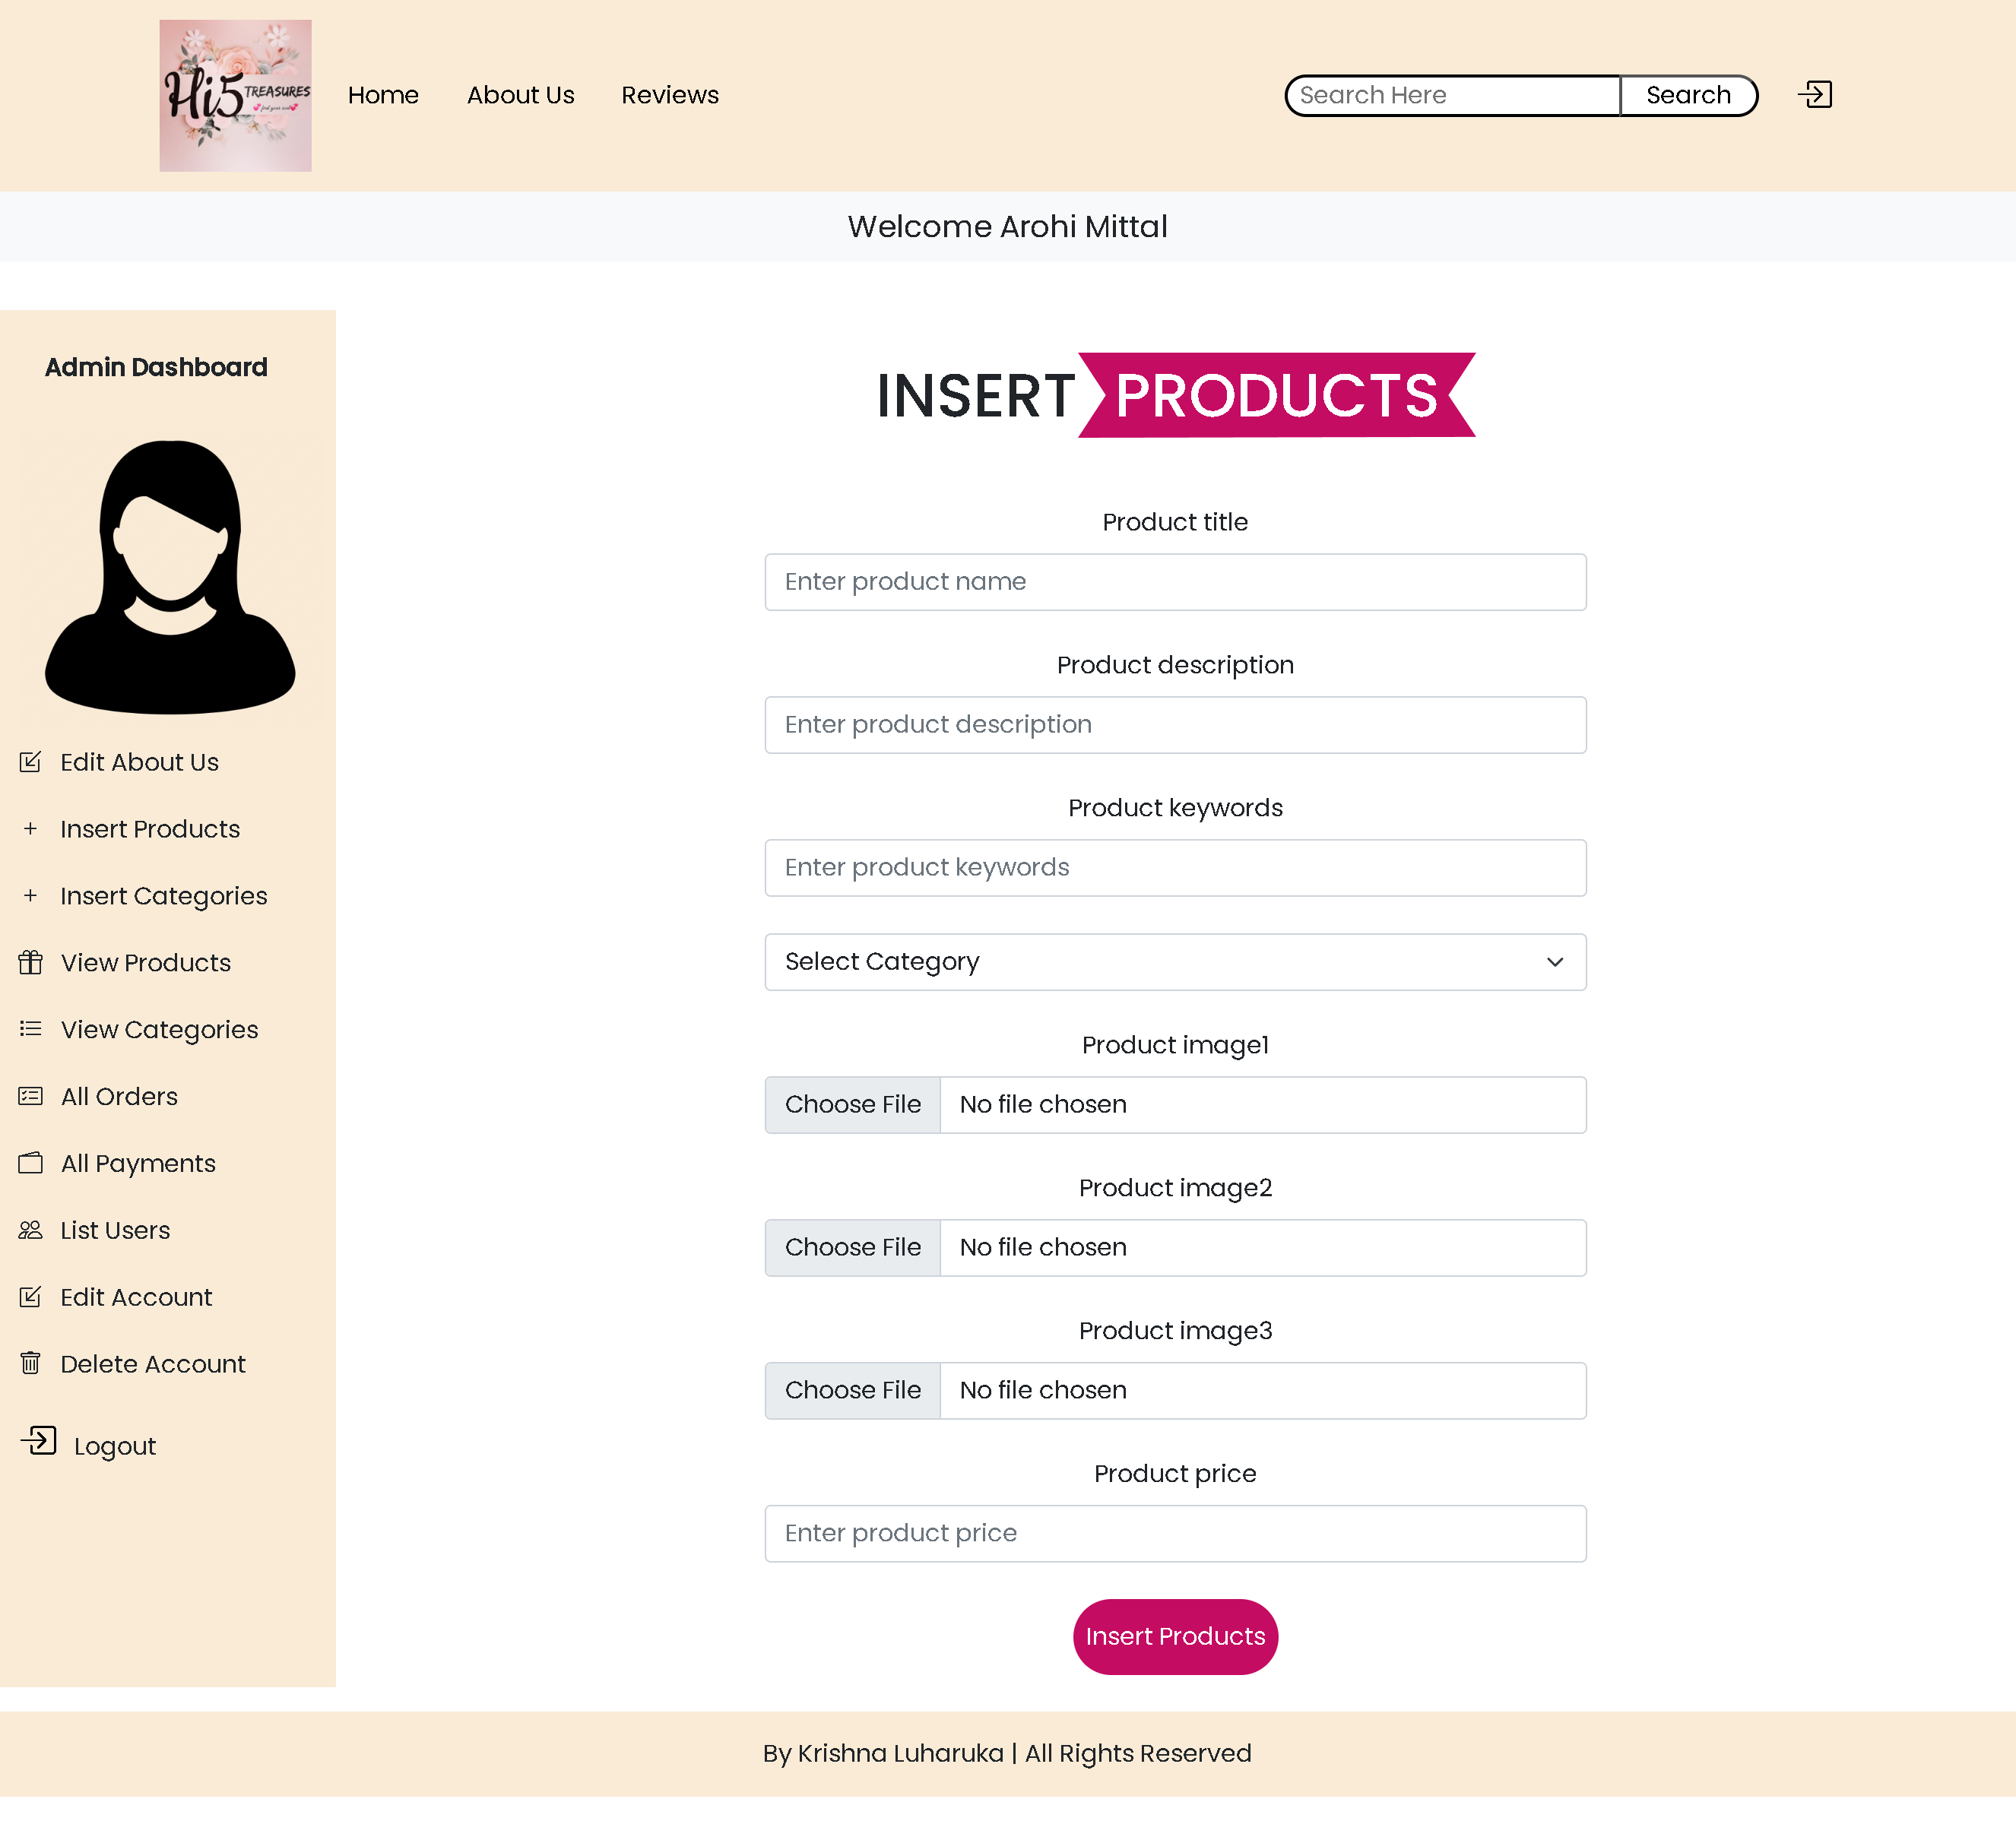 Hi5 TREASURES
Home
About Us
Reviews
Search Here
Search
Welcome Arohi Mittal
Admin Dashboard
Edit About Us
Insert Products
Insert Categories
View Products
View Categories
All Orders
All Payments
List Users
Edit Account
Delete Account
Logout
INSERT PRODUCTS
Product title
Enter product name
Product description
Enter product description
Product keywords
Enter product keywords
Select Category
Product image1
Choose File No file chosen
Product image2
Choose File No file chosen
Product image3
Choose File No file chosen
Product price
Enter product price
Insert Products
By Krishna Luharuka | All Rights Reserved